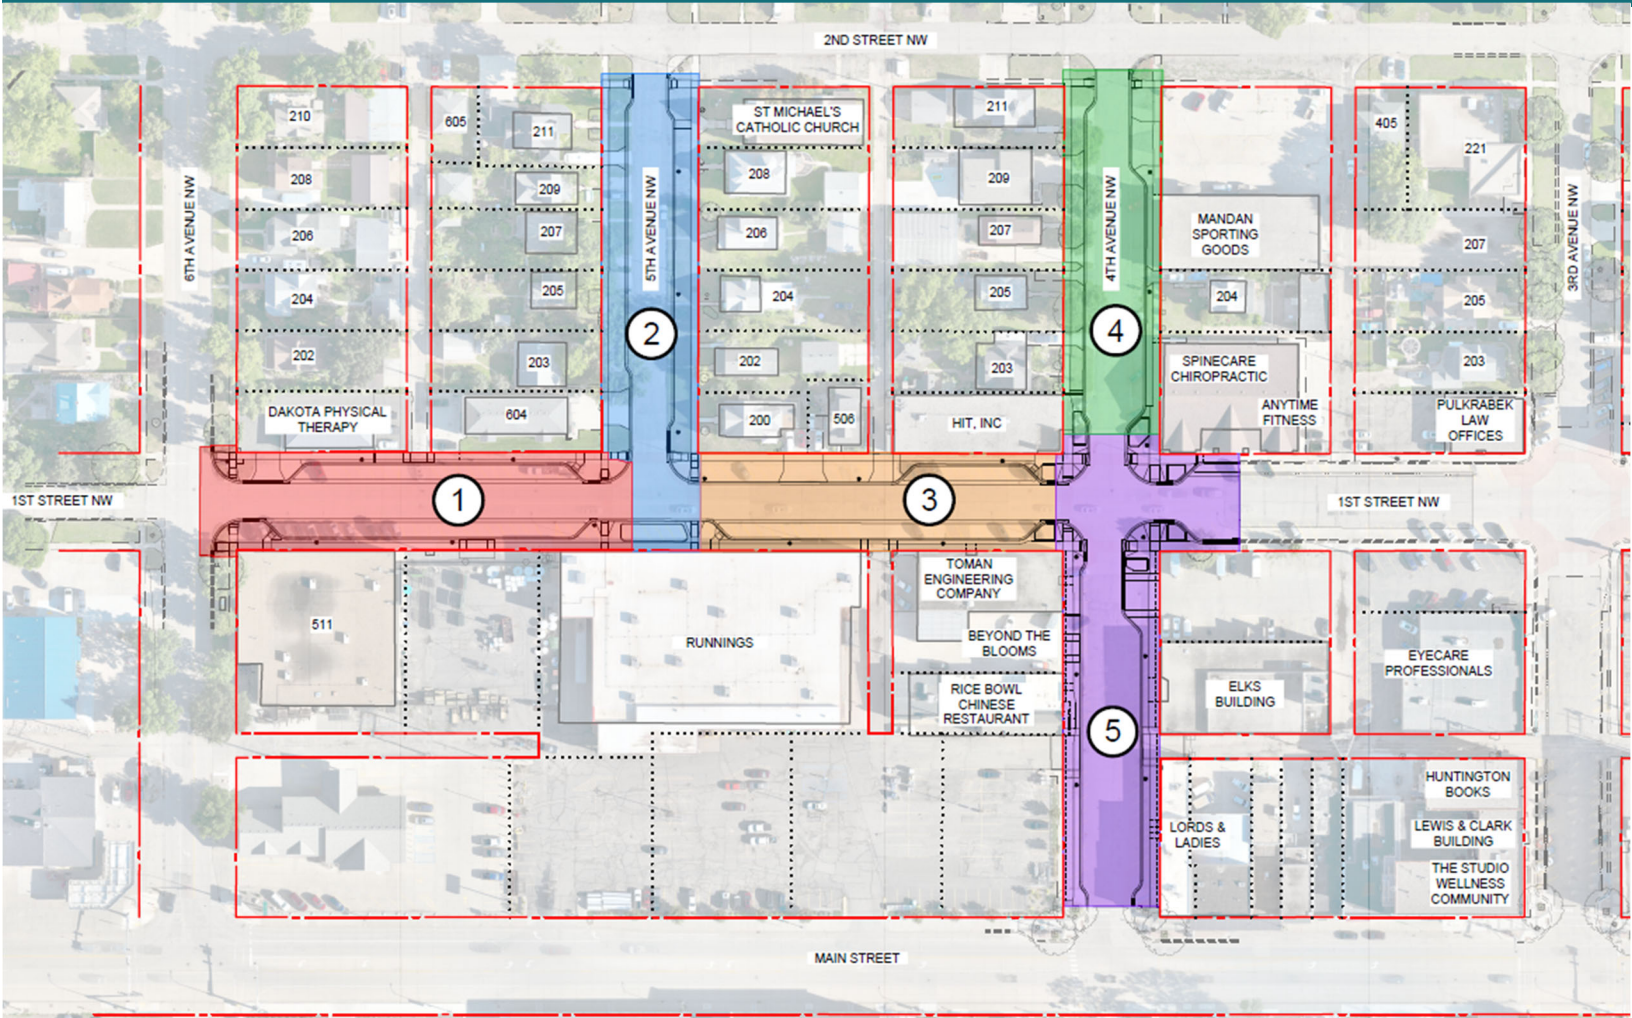 2ND STREET NW
210
605
211
ST MICHAEL'S
CATHOLIC CHURCH
211
405
221
208
209
208
209
6TH AVENUE NW
5TH AVENUE NW
4TH AVENUE NW
3RD AVENUE NW
206
207
206
207
MANDAN
SPORTING
GOODS
207
204
205
204
205
204
205
2
4
202
203
202
203
SPINECARE
CHIROPRACTIC
203
DAKOTA PHYSICAL
THERAPY
604
200
506
HIT, INC
ANYTIME
FITNESS
PULKRABEK
LAW
OFFICES
1ST STREET NW
1
3
1ST STREET NW
511
RUNNINGS
TOMAN
ENGINEERING
COMPANY
BEYOND THE
BLOOMS
RICE BOWL
CHINESE
RESTAURANT
5
ELKS
BUILDING
EYECARE
PROFESSIONALS
LORDS &
LADIES
HUNTINGTON
BOOKS
LEWIS & CLARK
BUILDING
THE STUDIO
WELLNESS
COMMUNITY
MAIN STREET